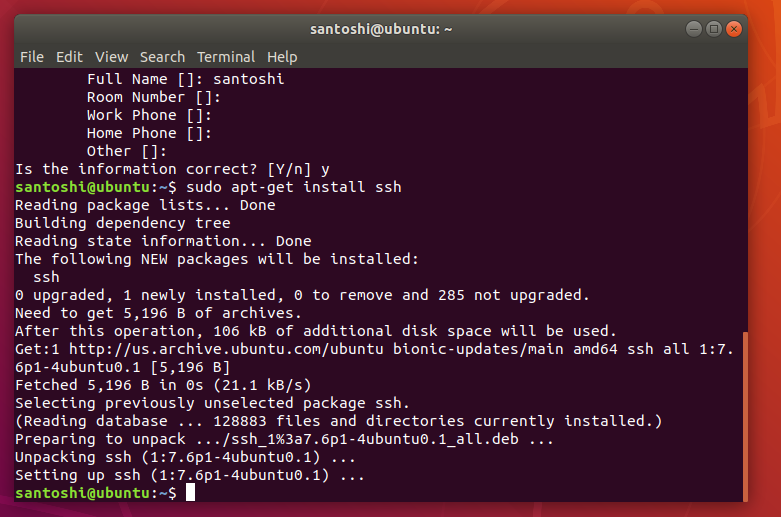 santoshi@ubuntu: ~
File Edit View Search Terminal Help
Full Name []: santoshi
Room Number []:
Work Phone []:
Home Phone []:
Other []:
Is the information correct? [Y/n] y
santoshi@ubuntu:~$ sudo apt-get install ssh
Reading package lists... Done
Building dependency tree
Reading state information... Done
The following NEW packages will be installed:
ssh
0 upgraded, 1 newly installed, 0 to remove and 285 not upgraded.
Need to get 5,196 B of archives.
After this operation, 106 kB of additional disk space will be used.
Get:1 http://us.archive.ubuntu.com/ubuntu bionic-updates/main amd64 ssh all 1:7.
6p1-4ubuntu0.1 [5,196 B]
Fetched 5,196 B in 0s (21.1 kB/s)
Selecting previously unselected package ssh.
(Reading database ... 128883 files and directories currently installed.)
Preparing to unpack .../ssh_1%3a7.6p1-4ubuntu0.1_all.deb ...
Unpacking ssh (1:7.6p1-4ubuntu0.1) ...
Setting up ssh (1:7.6p1-4ubuntu0.1) ...
santoshi@ubuntu:~$